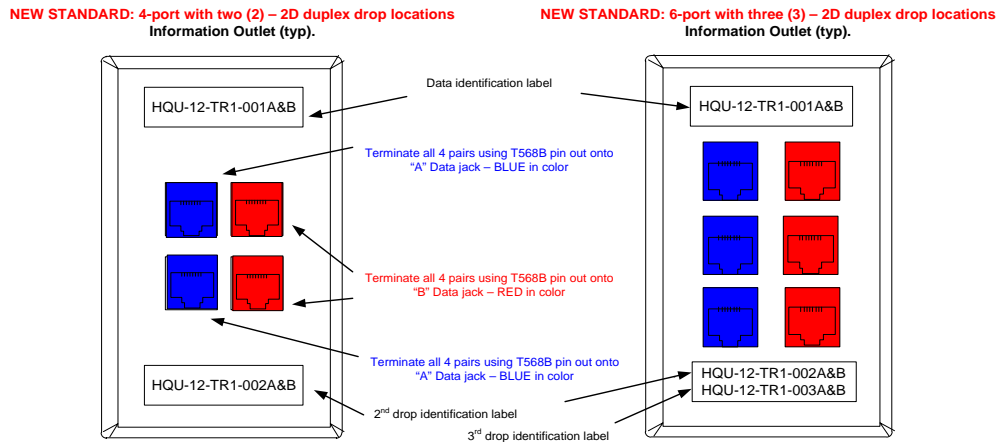 NEW STANDARD: 4-port with two (2) – 2D duplex drop locations
Information Outlet (typ).
NEW STANDARD: 6-port with three (3) – 2D duplex drop locations
Information Outlet (typ).
HQU-12-TR1-001A&B
Data identification label
HQU-12-TR1-001A&B
Terminate all 4 pairs using T568B pin out onto
“A” Data jack – BLUE in color
Terminate all 4 pairs using T568B pin out onto
“B” Data jack – RED in color
Terminate all 4 pairs using T568B pin out onto
“A” Data jack – BLUE in color
HQU-12-TR1-002A&B
HQU-12-TR1-002A&B
HQU-12-TR1-003A&B
2nd drop identification label
3rd drop identification label